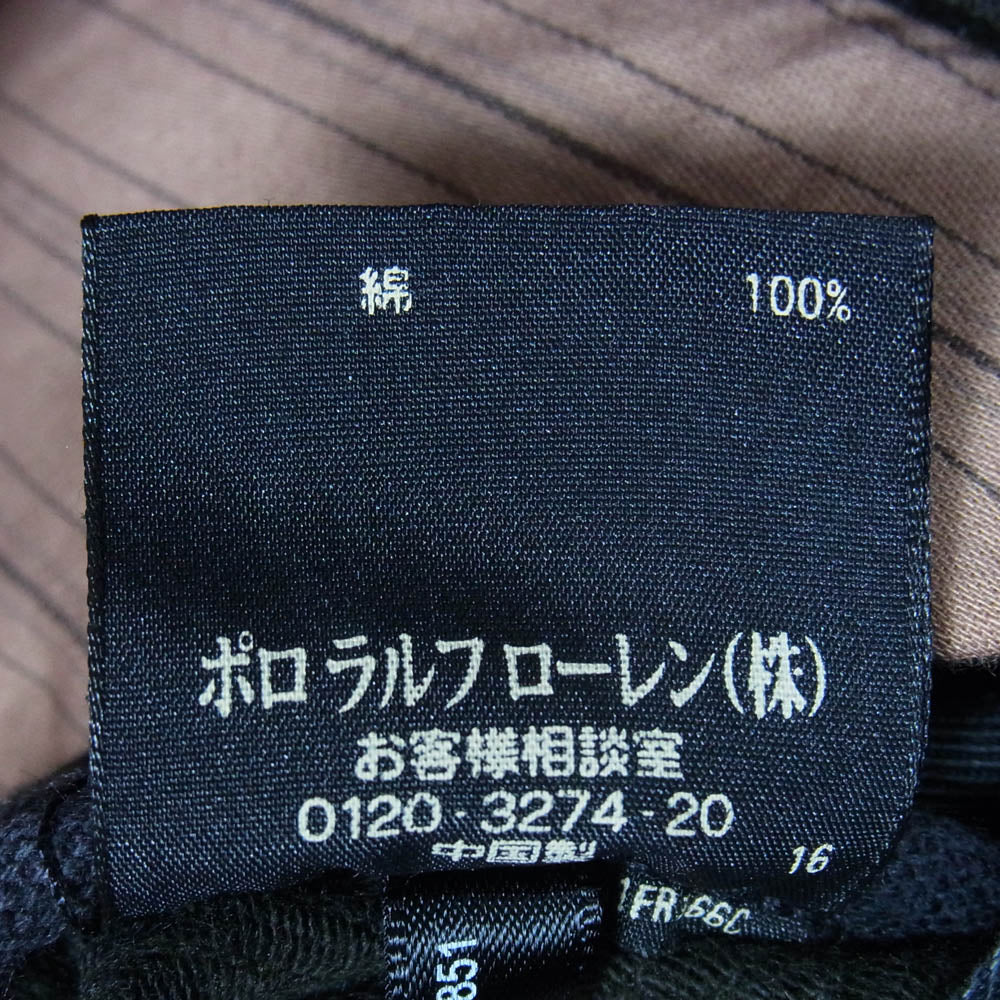 綿 100%
ポロ ラルフ ローレン(株)
お客様相談室
0120-3274-20
中国製
16
851